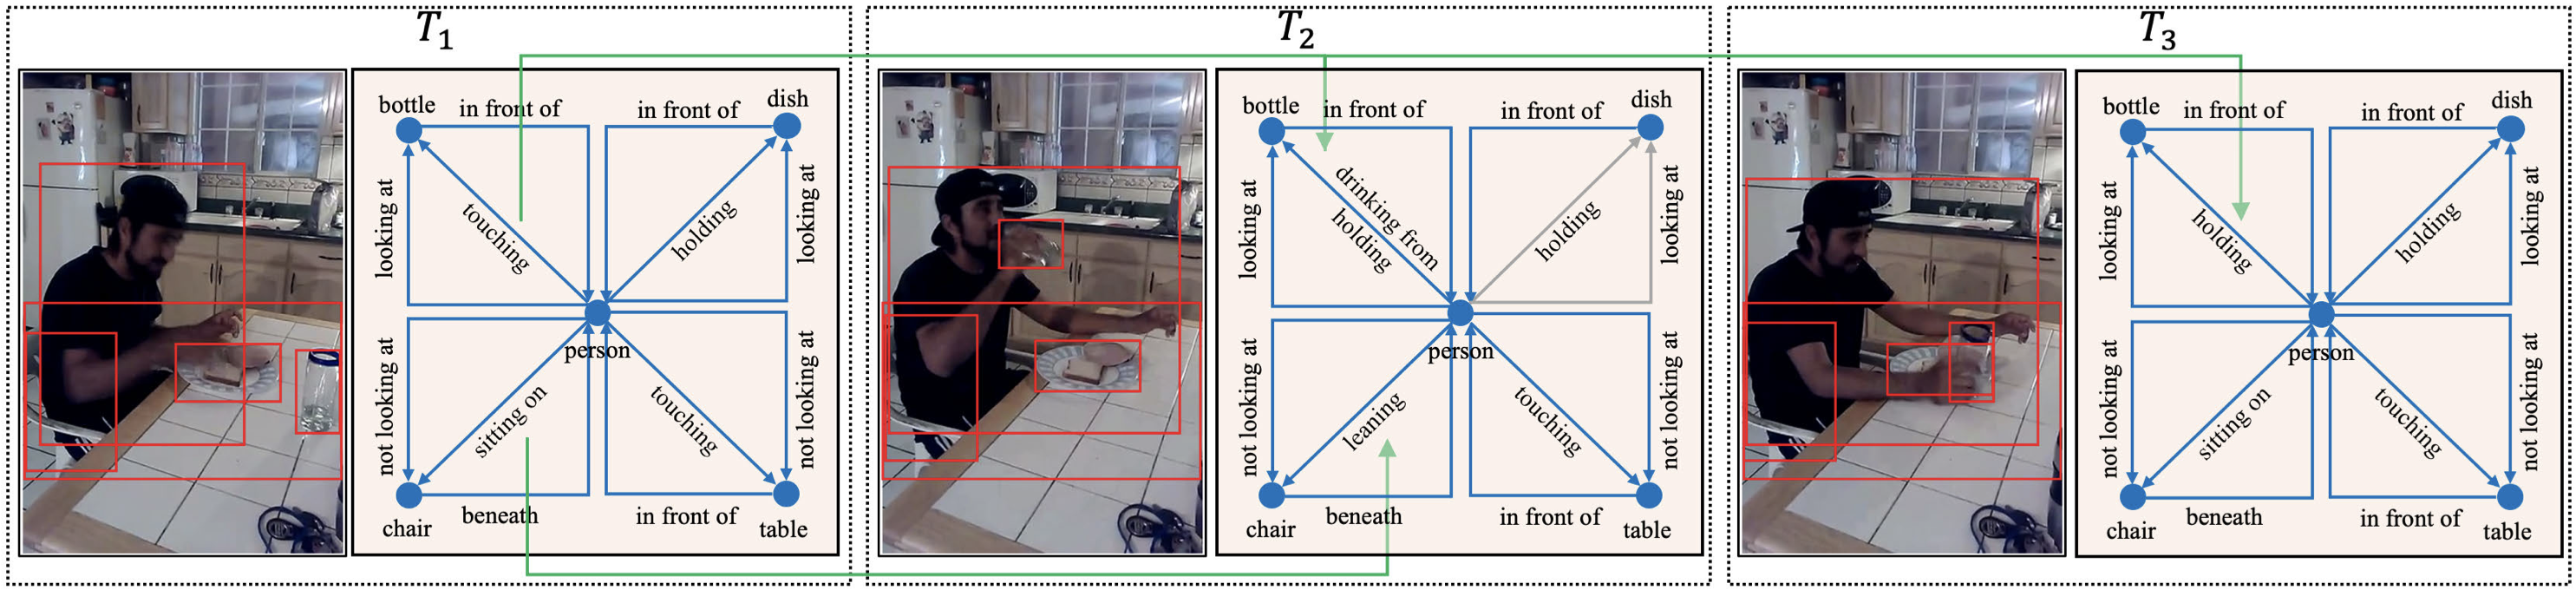 T1
bottle
in front of
in front of
dish
looking at
touching
holding
looking at
person
not looking at
sitting on
touching
not looking at
chair
beneath
in front of
table
T2
bottle
in front of
in front of
dish
looking at
drinking from
holding
holding
looking at
person
not looking at
leaning
touching
not looking at
chair
beneath
in front of
table
T3
bottle
in front of
in front of
dish
looking at
holding
holding
looking at
person
not looking at
sitting on
touching
not looking at
chair
beneath
in front of
table